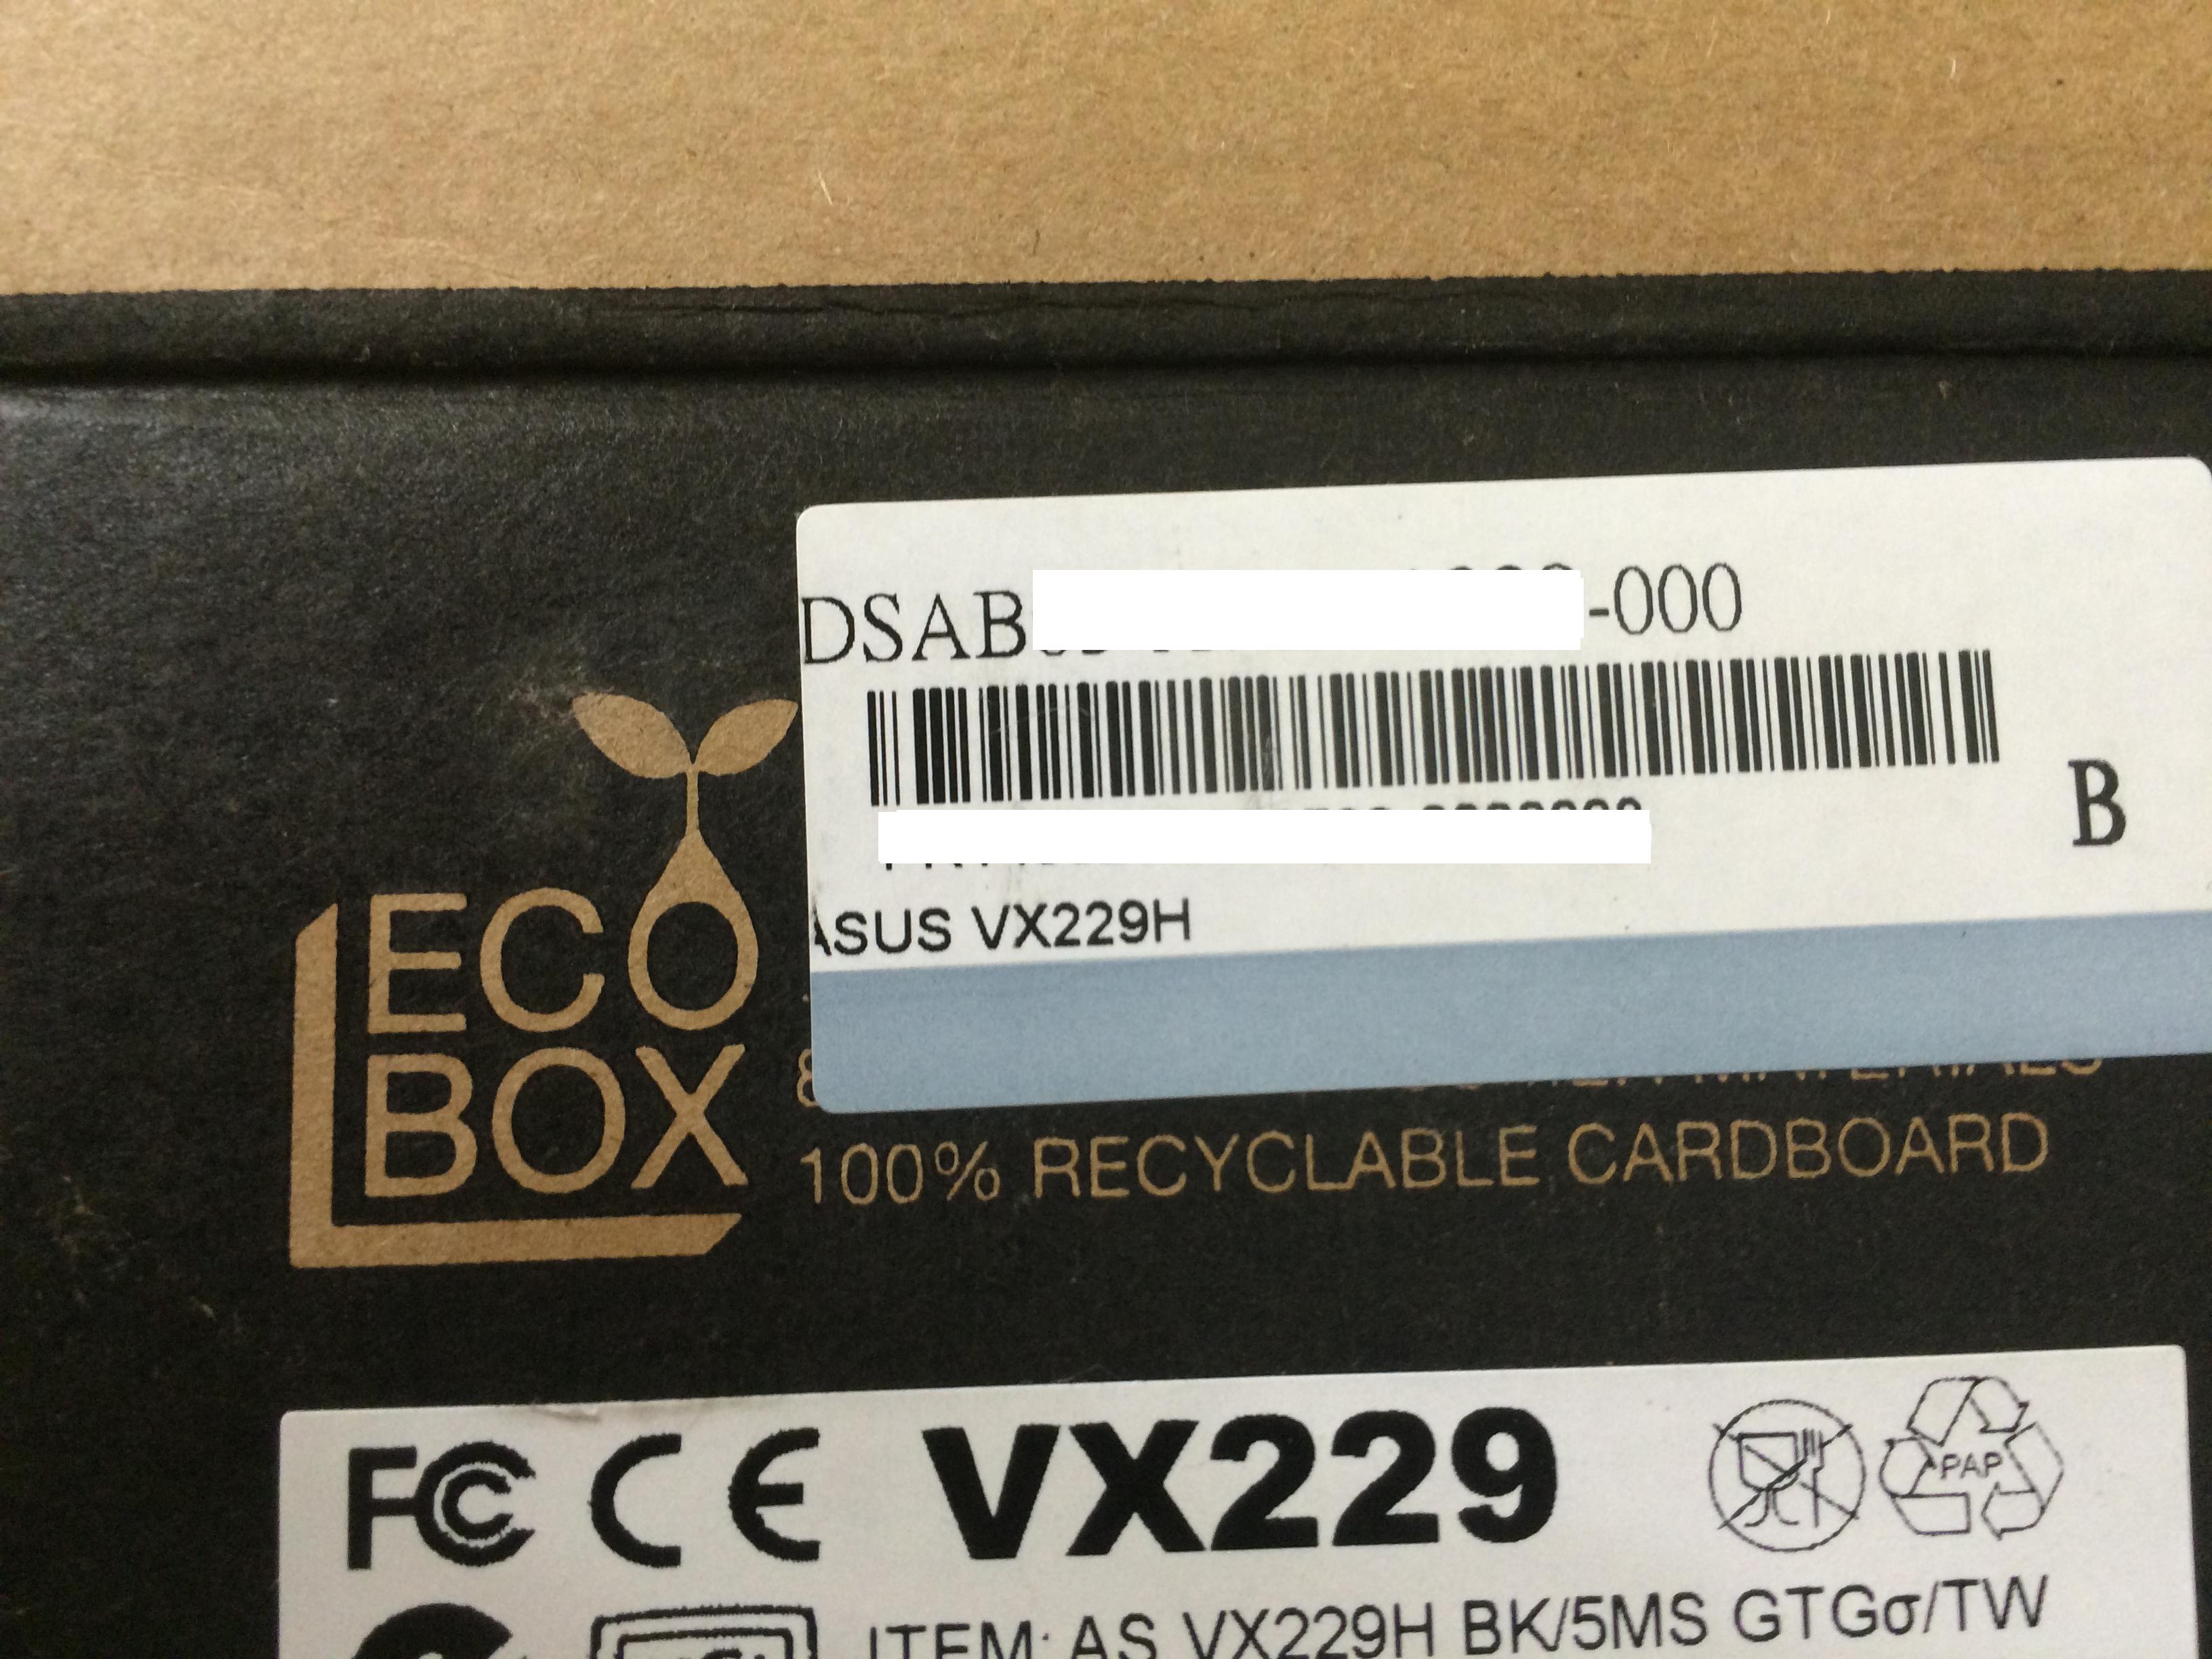 DSAB
-000
B
ASUS VX229H
ECO
BOX
100% RECYCLABLE CARDBOARD
FC CE VX229
PAP
ITEM: AS VX229H BK/5MS GTGσ/TW